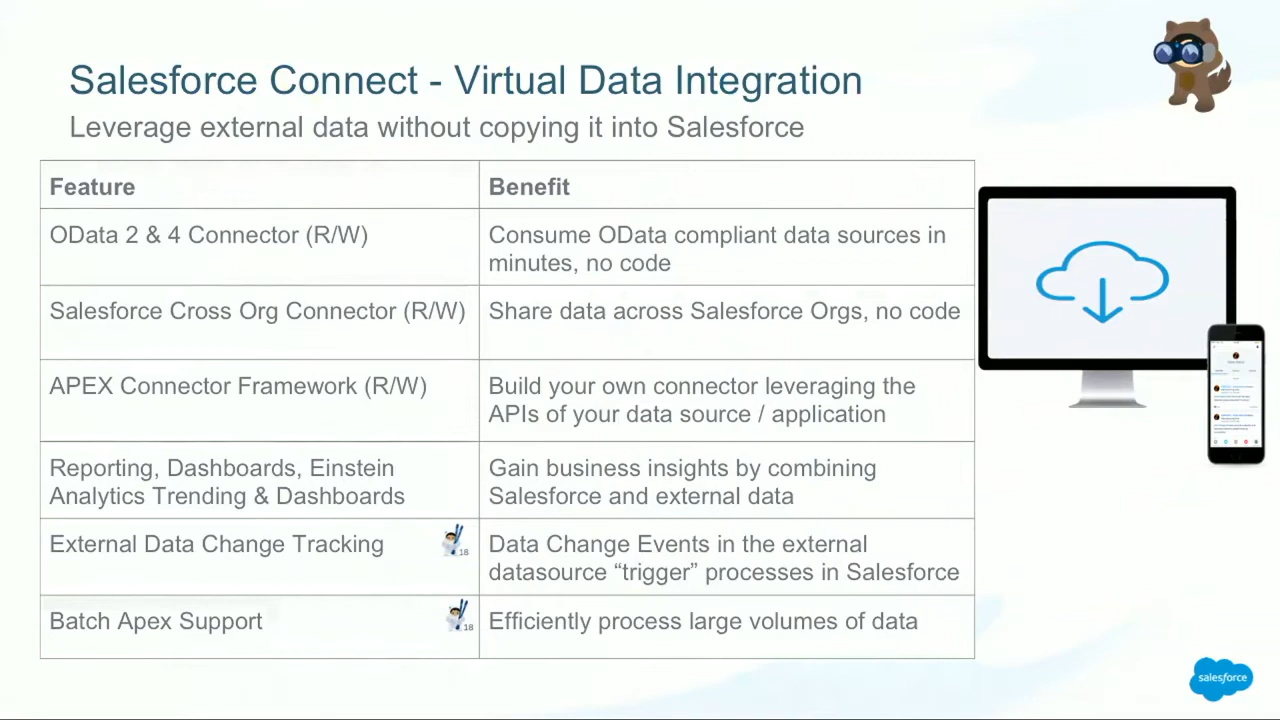 Salesforce Connect - Virtual Data Integration
Leverage external data without copying it into Salesforce
Feature
Benefit
OData 2 & 4 Connector (R/W)
Consume OData compliant data sources in
minutes, no code
Salesforce Cross Org Connector (R/W)
Share data across Salesforce Orgs, no code
APEX Connector Framework (R/W)
Build your own connector leveraging the
APIs of your data source / application
Reporting, Dashboards, Einstein
Analytics Trending & Dashboards
Gain business insights by combining
Salesforce and external data
External Data Change Tracking
18
Data Change Events in the external
datasource “trigger” processes in Salesforce
Batch Apex Support
18
Efficiently process large volumes of data
salesforce